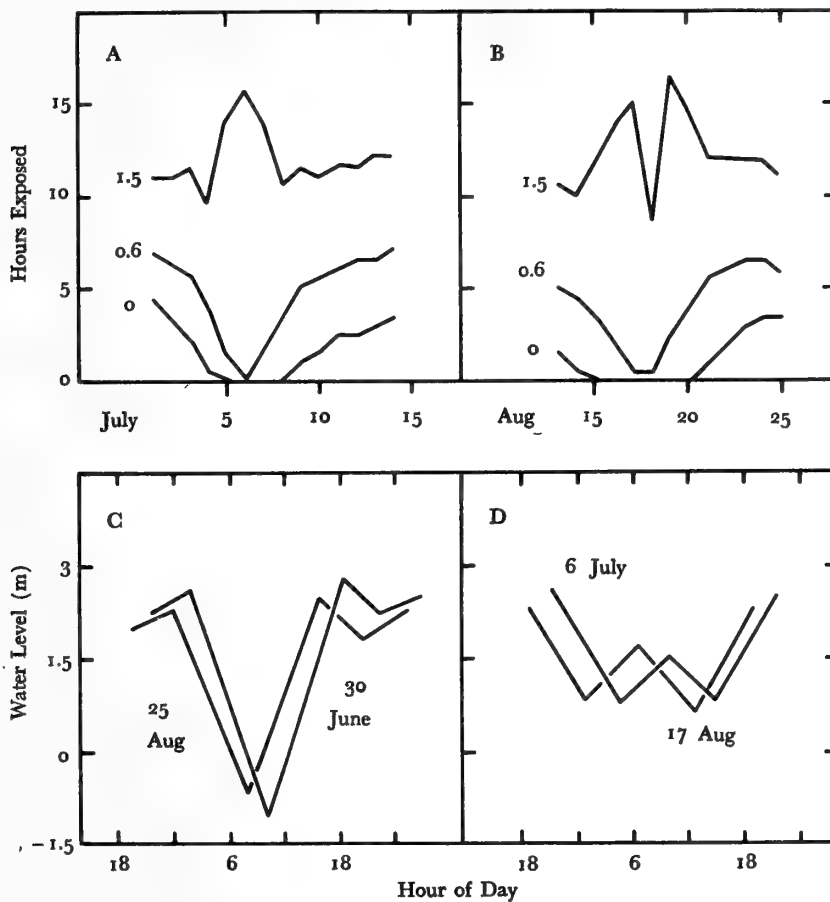 A
B
15
10
5
0
Hours Exposed
1.5
0.6
0
1.5
0.6
0
July 5 10 15
Aug 15 20 25
C
D
3
1.5
0
-1.5
Water Level (m)
25
Aug
30
June
6 July
17 Aug
18 6 18
18 6 18
Hour of Day